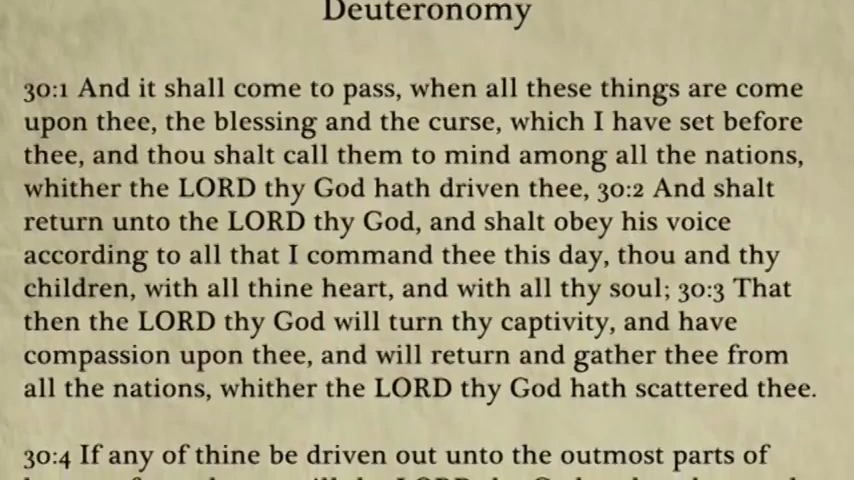 Deuteronomy
30:1 And it shall come to pass, when all these things are come
upon thee, the blessing and the curse, which I have set before
thee, and thou shalt call them to mind among all the nations,
whither the LORD thy God hath driven thee, 30:2 And shalt
return unto the LORD thy God, and shalt obey his voice
according to all that I command thee this day, thou and thy
children, with all thine heart, and with all thy soul; 30:3 That
then the LORD thy God will turn thy captivity, and have
compassion upon thee, and will return and gather thee from
all the nations, whither the LORD thy God hath scattered thee.
30:4 If any of thine be driven out unto the outmost parts of